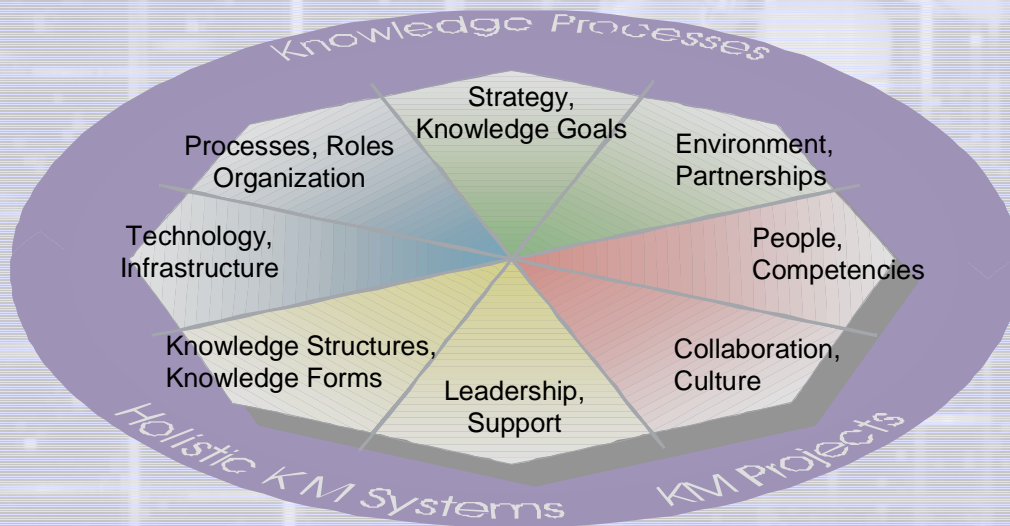 Knowledge Processes
Strategy,
Knowledge Goals
Environment,
Partnerships
People,
Competencies
Collaboration,
Culture
Leadership,
Support
Knowledge Structures,
Knowledge Forms
Technology,
Infrastructure
Processes, Roles
Organization
Holistic KM Systems
KM Projects